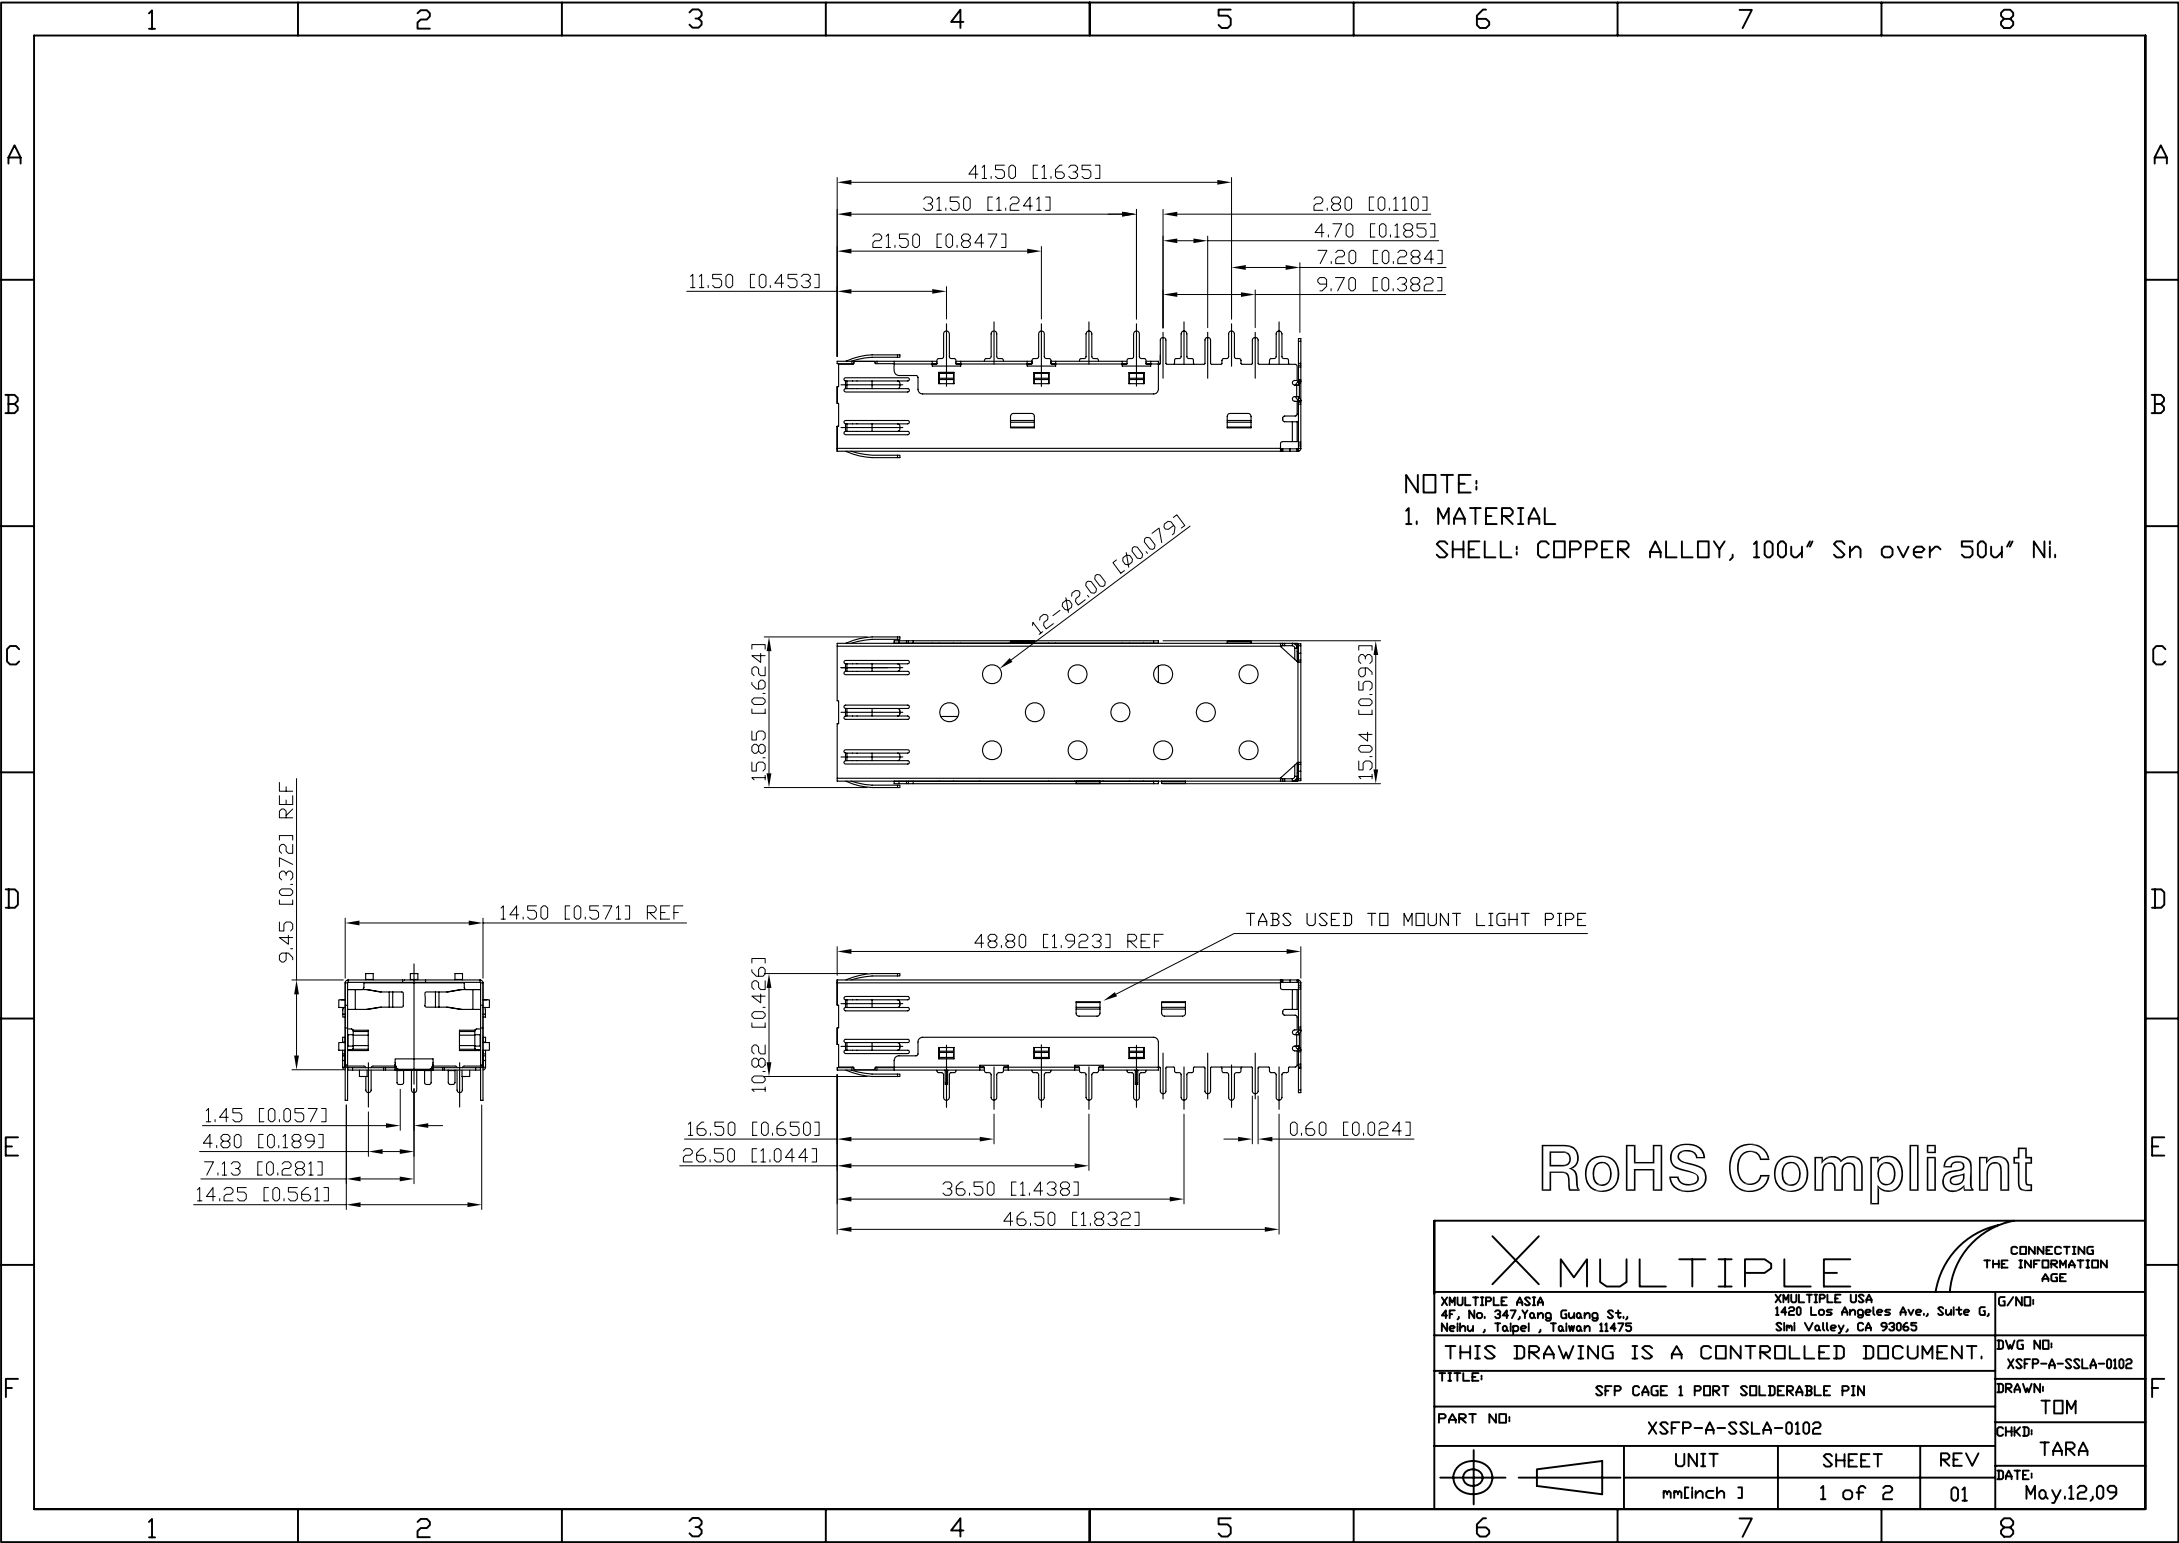 1 2 3 4 5 6 7 8
A A
41.50 [1.635]
31.50 [1.241] 2.80 [0.110]
4.70 [0.185]
21.50 [0.847]
7.20 [0.284]
11.50 [0.453] 9.70 [0.382]
B B
NOTE:
1. MATERIAL
SHELL: COPPER ALLOY, 100u" Sn over 50u" Ni.
12-Ø2.00 [Ø0.079]
C C
15.85 [0.624]
15.04 [0.593]
9.45 [0.372] REF
D D
14.50 [0.571] REF
TABS USED TO MOUNT LIGHT PIPE
48.80 [1.923] REF
10.82 [0.426]
1.45 [0.057]
4.80 [0.189]
7.13 [0.281]
14.25 [0.561]
16.50 [0.650] 0.60 [0.024]
26.50 [1.044]
36.50 [1.438]
46.50 [1.832]
E E
RoHS Compliant
X MULTIPLE
CONNECTING
THE INFORMATION
AGE
XMULTIPLE ASIA
4F, No. 347,Yang Guang St.,
Neihu , Taipei , Taiwan 11475
XMULTIPLE USA
1420 Los Angeles Ave., Suite G,
Simi Valley, CA 93065
G/NO:
THIS DRAWING IS A CONTROLLED DOCUMENT.
DWG NO:
XSFP-A-SSLA-0102
TITLE:
SFP CAGE 1 PORT SOLDERABLE PIN
DRAWN:
TOM
F F
PART NO:
XSFP-A-SSLA-0102
CHKD:
TARA
UNIT SHEET REV
mm[inch ] 1 of 2 01
DATE:
May.12,09
1 2 3 4 5 6 7 8